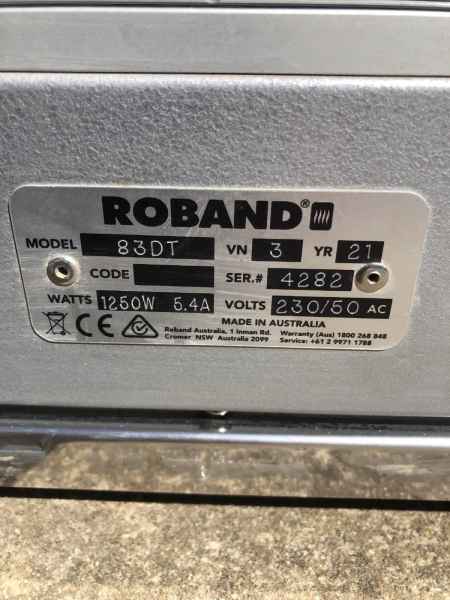 ROBAND®
MODEL 83DT VN 3 YR 21
CODE SER.# 4282
WATTS 1250W 5.4A VOLTS 230/50 AC
MADE IN AUSTRALIA
CE
Roband Australia, 1 Inman Rd. Warranty (Aus) 1800 268 848
Cromer NSW Australia 2099 Service: +61 2 9971 1788